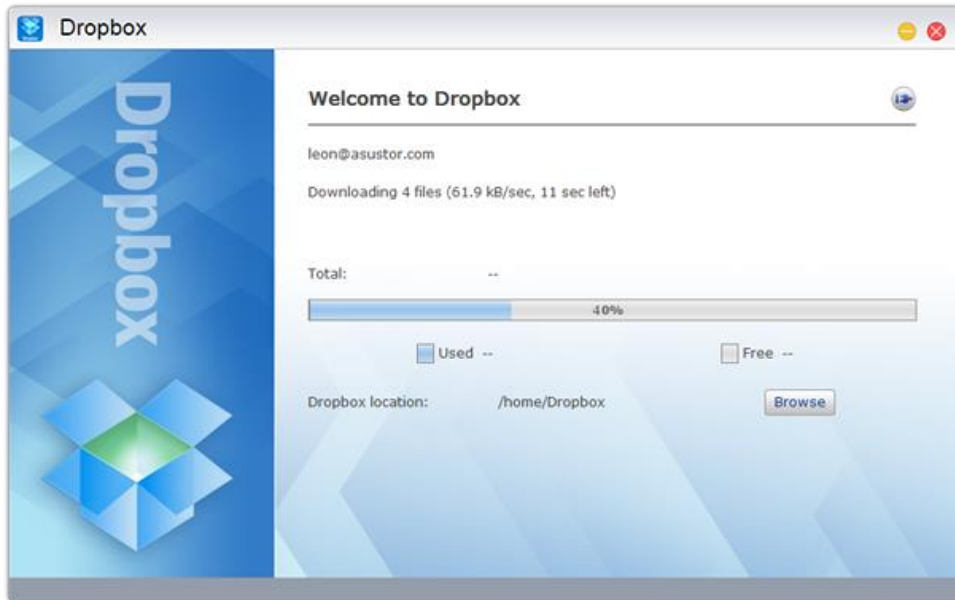 Dropbox
Dropbox
Welcome to Dropbox
leon@asustor.com
Downloading 4 files (61.9 kB/sec, 11 sec left)
Total: --
40%
Used -- Free --
Dropbox location: /home/Dropbox Browse